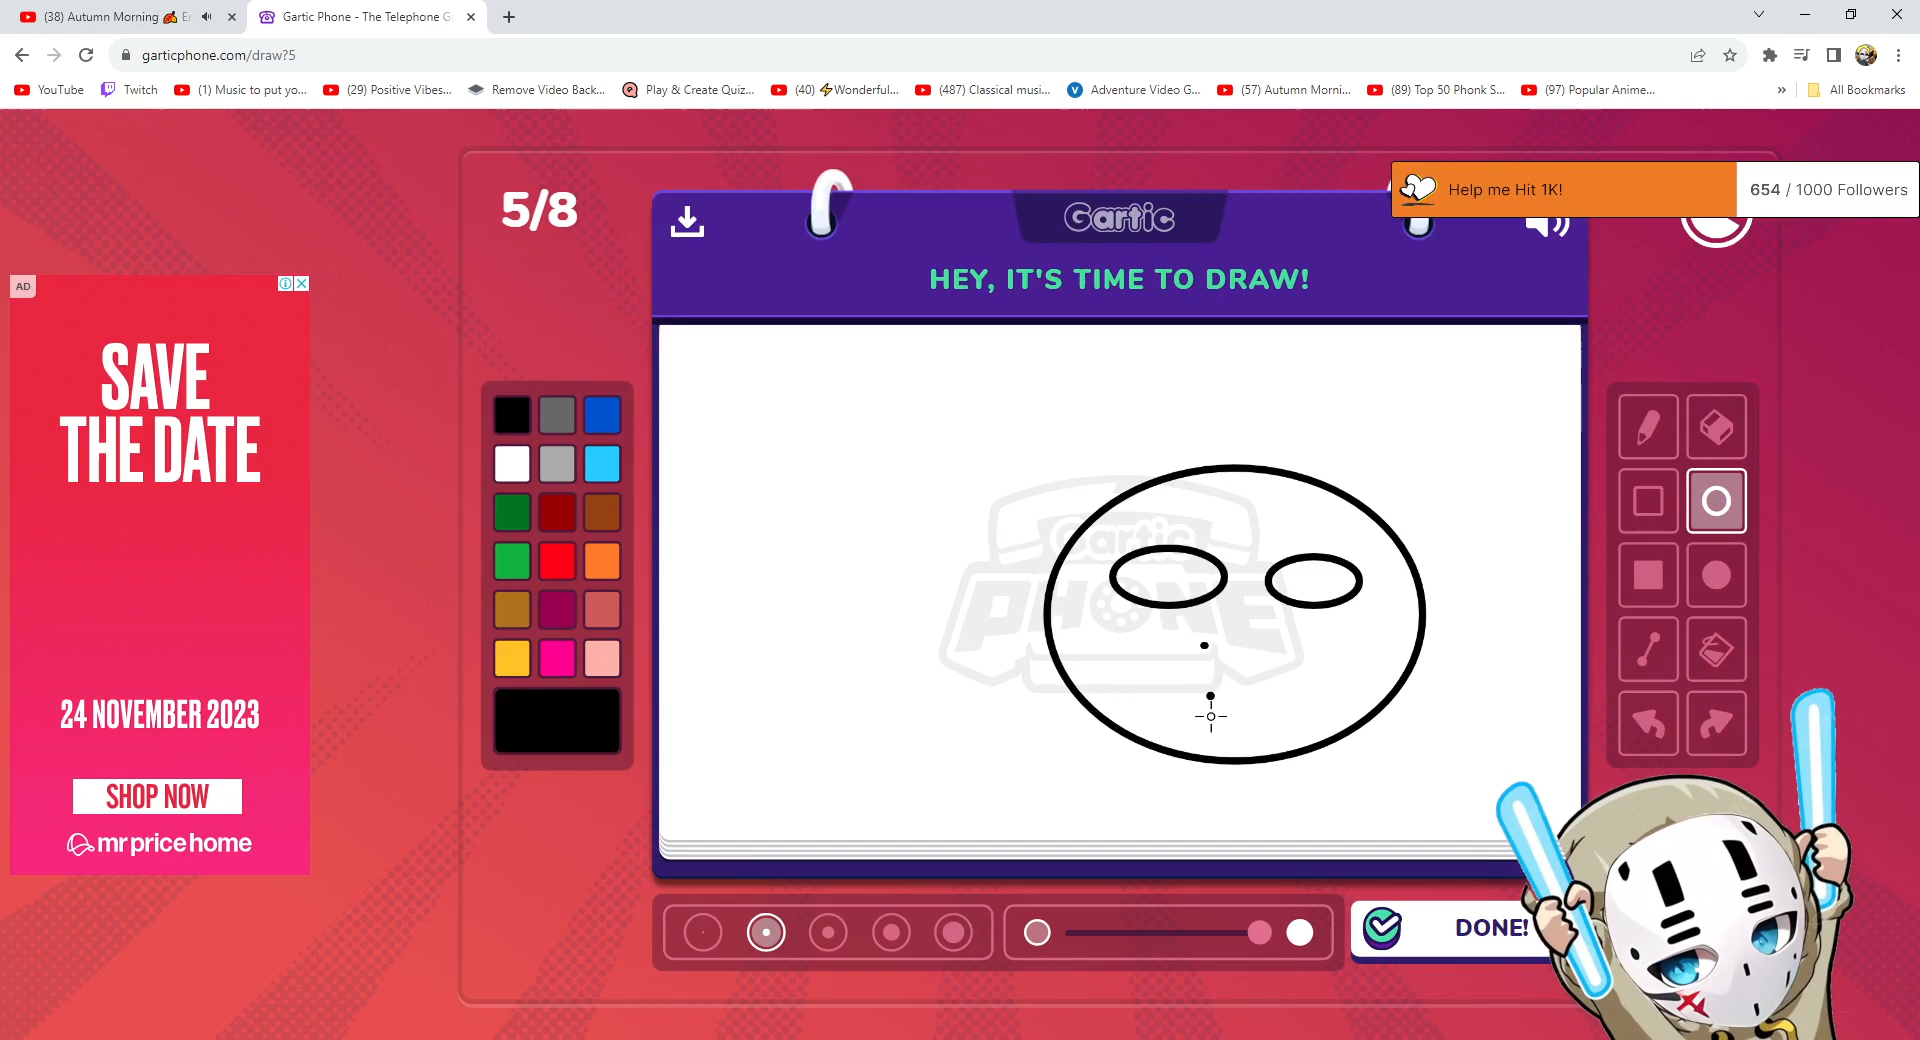 (38) Autumn Morning 🍂 Er
Gartic Phone - The Telephone G
garticphone.com/draw?5
YouTube
Twitch
(1) Music to put yo...
(29) Positive Vibes...
Remove Video Back...
Play & Create Quiz...
(40) ⚡Wonderful...
(487) Classical musi...
Adventure Video G...
(57) Autumn Morni...
(89) Top 50 Phonk S...
(97) Popular Anime...
»
All Bookmarks
5/8
Gartic
Help me Hit 1K!
654 / 1000 Followers
HEY, IT'S TIME TO DRAW!
AD
SAVE
THE DATE
24 NOVEMBER 2023
SHOP NOW
mr price home
Gartic
PHONE
DONE!